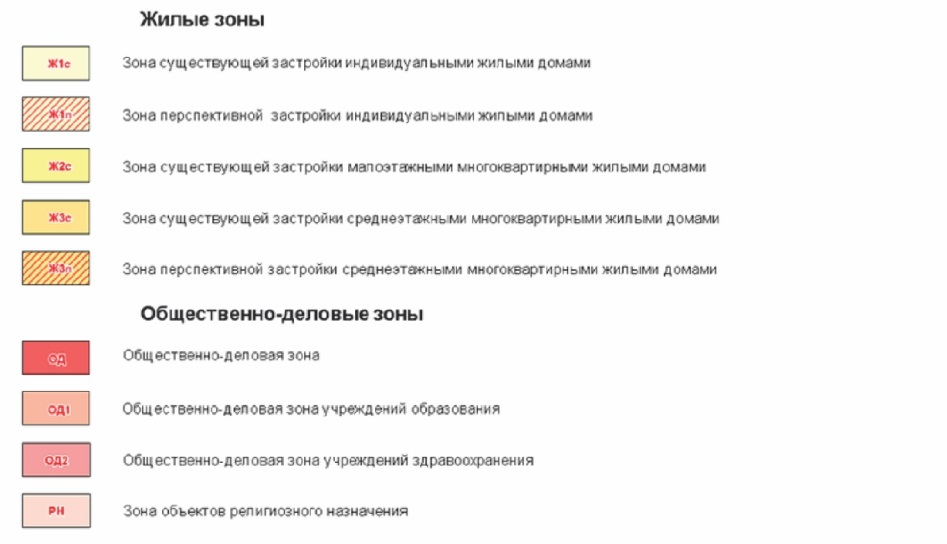 Жилые зоны
Ж1с Зона существующей застройки индивидуальными жилыми домами
Ж1п Зона перспективной застройки индивидуальными жилыми домами
Ж2с Зона существующей застройки малоэтажными многоквартирными жилыми домами
Ж3с Зона существующей застройки среднеэтажными многоквартирными жилыми домами
Ж3п Зона перспективной застройки среднеэтажными многоквартирными жилыми домами
Общественно-деловые зоны
ОД Общественно-деловая зона
ОД1 Общественно-деловая зона учреждений образования
ОД2 Общественно-деловая зона учреждений здравоохранения
РН Зона объектов религиозного назначения